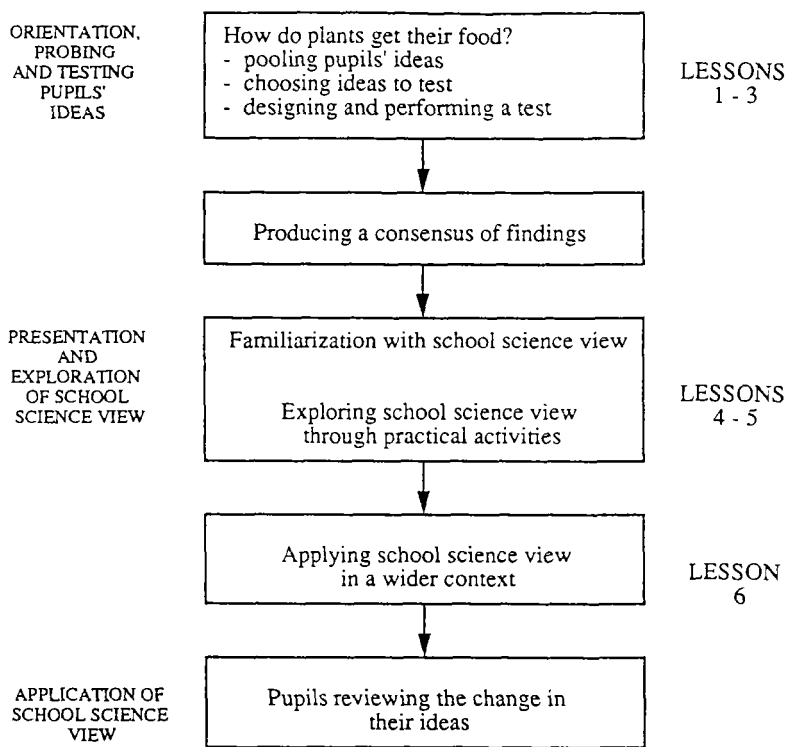 ORIENTATION,
PROBING
AND TESTING
PUPILS'
IDEAS
How do plants get their food?
- pooling pupils' ideas
- choosing ideas to test
- designing and performing a test
LESSONS
1 - 3
Producing a consensus of findings
PRESENTATION
AND
EXPLORATION
OF SCHOOL
SCIENCE VIEW
Familiarization with school science view
Exploring school science view
through practical activities
LESSONS
4 - 5
Applying school science view
in a wider context
LESSON
6
APPLICATION OF
SCHOOL SCIENCE
VIEW
Pupils reviewing the change in
their ideas